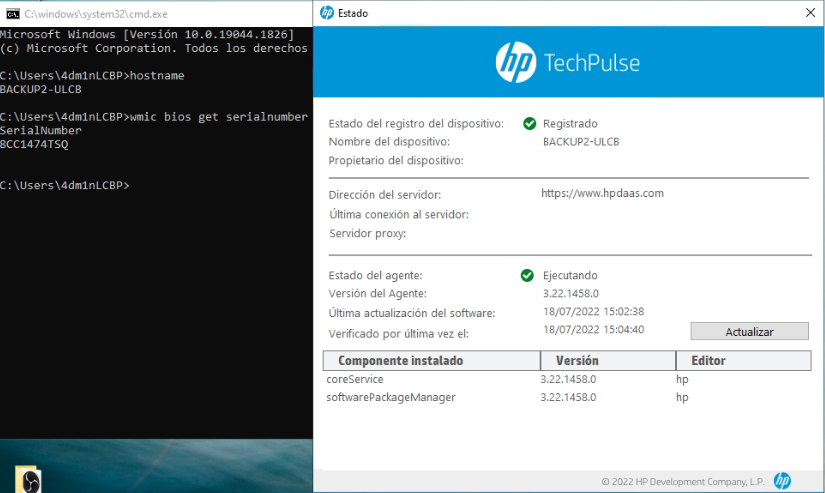 C:\windows\system32\cmd.exe
Microsoft Windows [Versión 10.0.19044.1826]
(c) Microsoft Corporation. Todos los derechos
C:\Users\4dm1nLCBP>hostname
BACKUP2-ULCB
C:\Users\4dm1nLCBP>wmic bios get serialnumber
SerialNumber
8CC1474TSQ
C:\Users\4dm1nLCBP>
Estado
hp TechPulse
Estado del registro del dispositivo: Registrado
Nombre del dispositivo: BACKUP2-ULCB
Propietario del dispositivo:
Dirección del servidor: https://www.hpdaas.com
Última conexión al servidor:
Servidor proxy:
Estado del agente: Ejecutando
Versión del Agente: 3.22.1458.0
Última actualización del software: 18/07/2022 15:02:38
Verificado por última vez el: 18/07/2022 15:04:40 Actualizar
Componente instalado Versión Editor
coreService 3.22.1458.0 hp
softwarePackageManager 3.22.1458.0 hp
© 2022 HP Development Company, L.P. hp